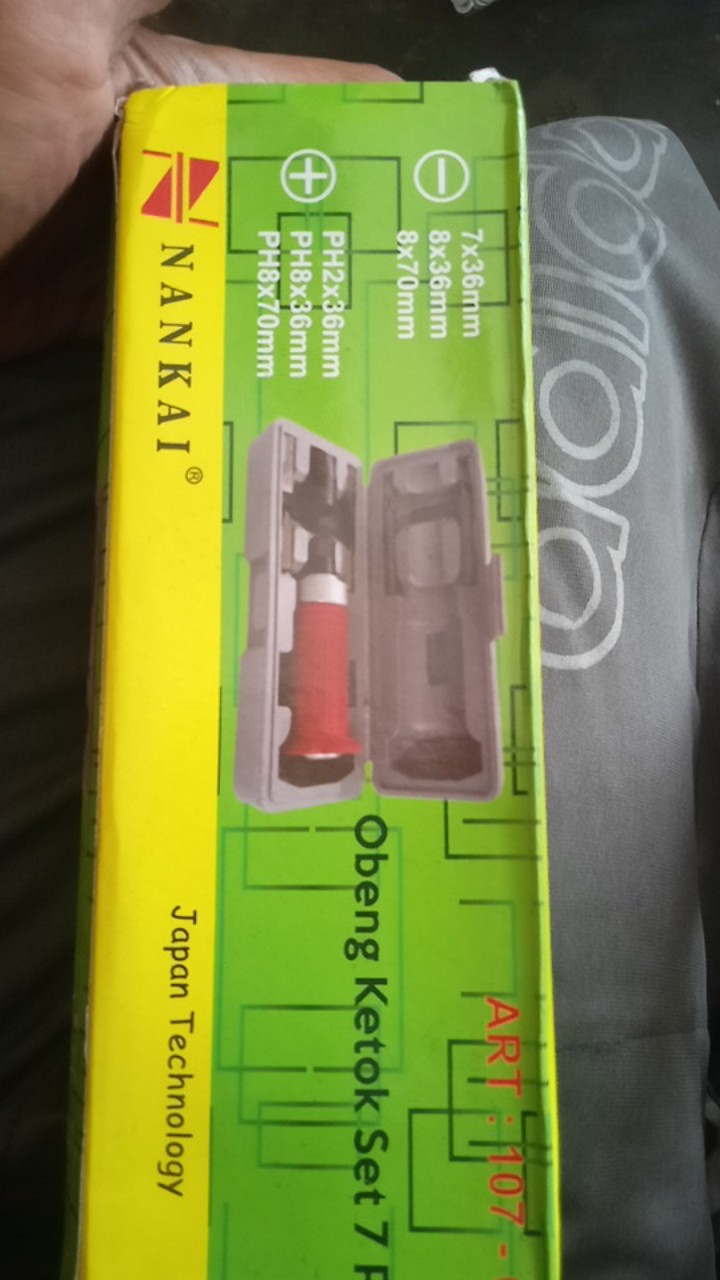 7x36mm
8x36mm
8x70mm
PH2x36mm
PH8x36mm
PH8x70mm
ART : 107 -
Obeng Ketok Set 7
NANKAI®
Japan Technology